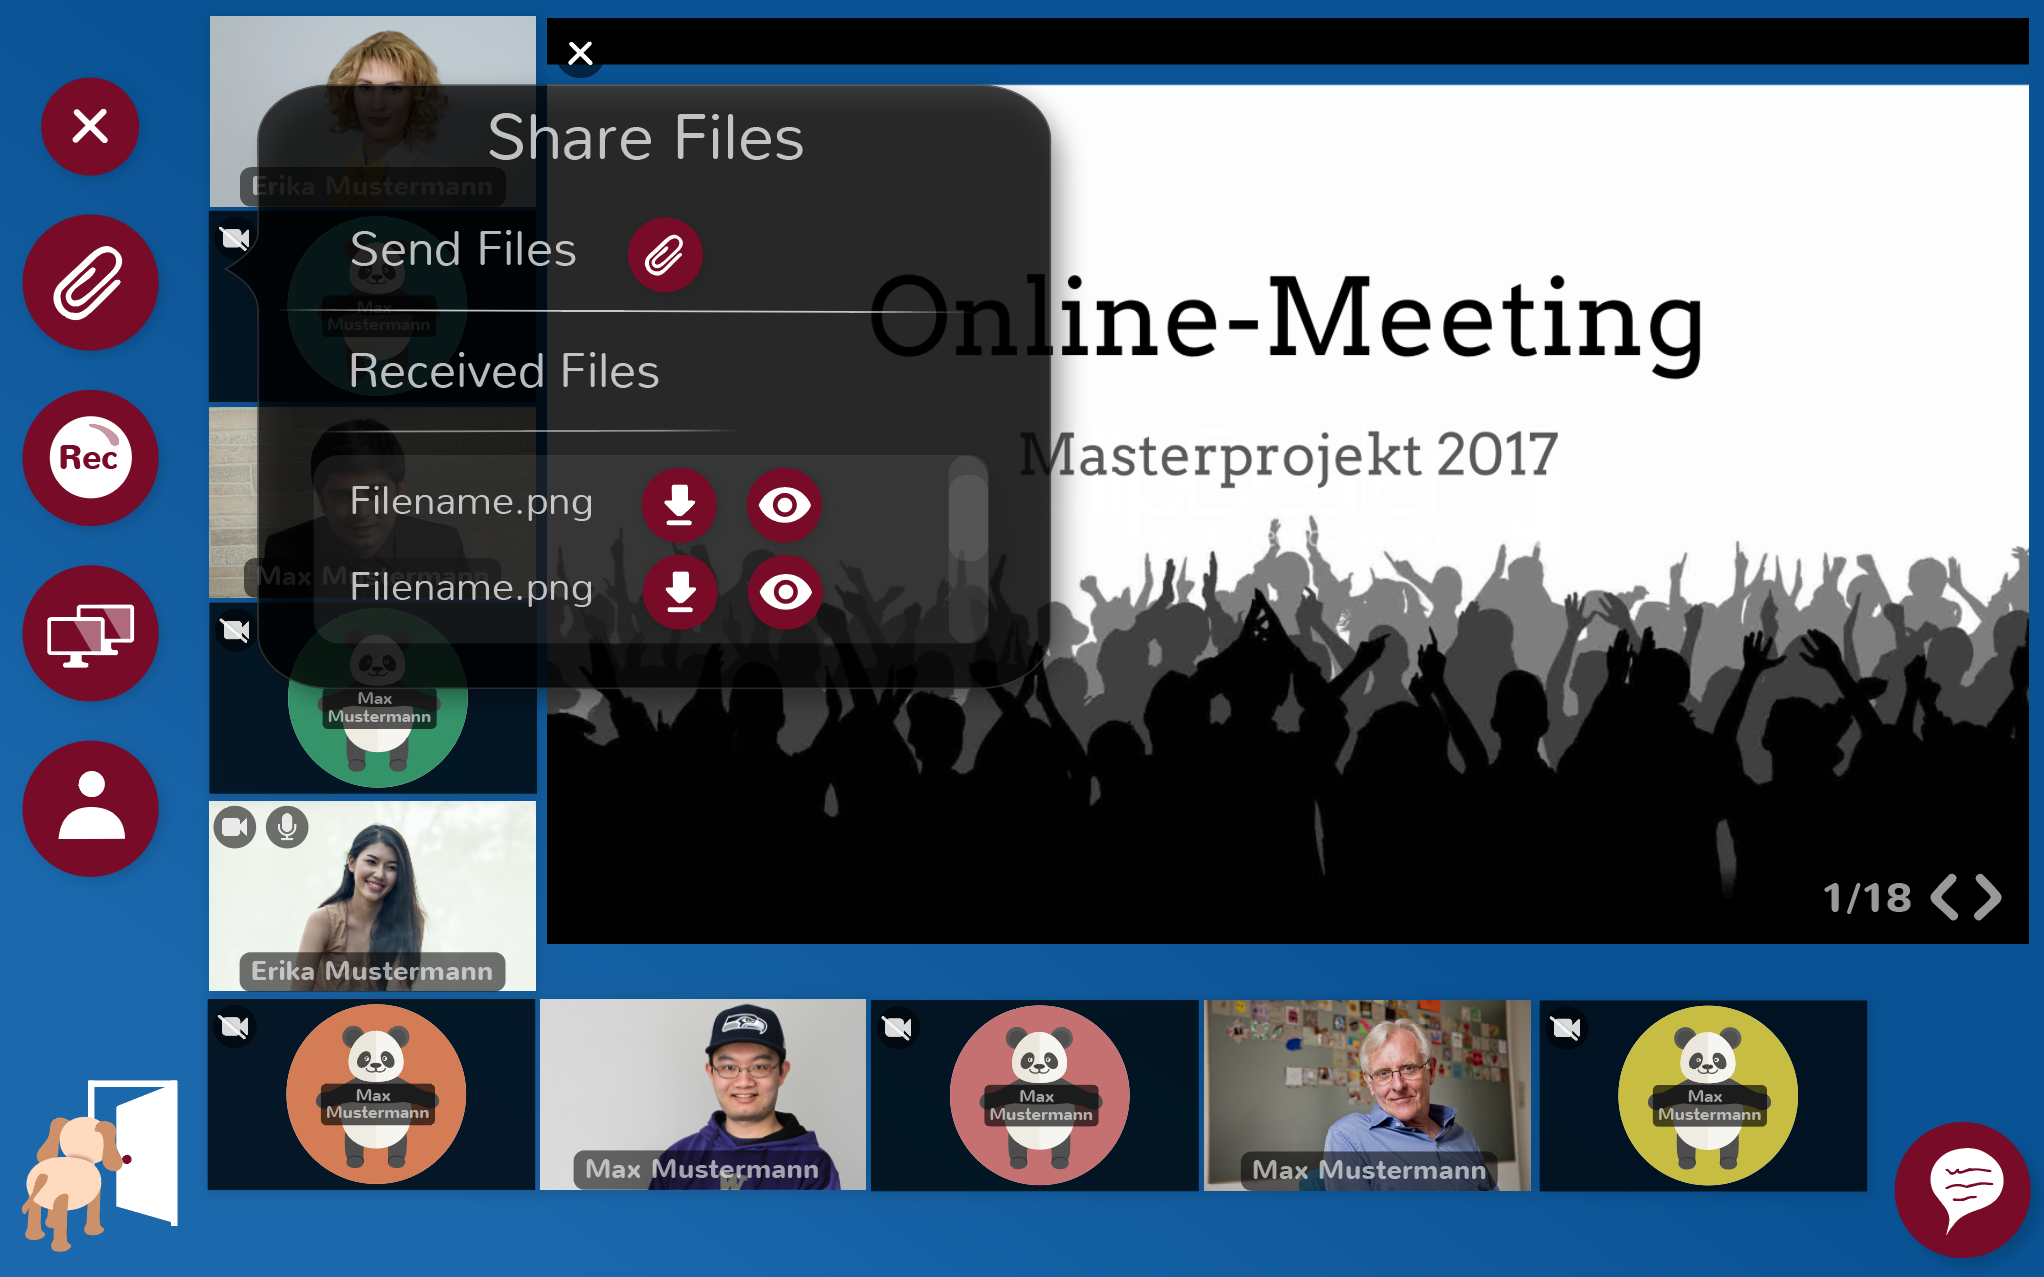 Share Files
Erika Mustermann
Send Files
Max
Mustermann
Received Files
Rec
Filename.png
Max Mustermann
Filename.png
Max
Mustermann
Online-Meeting
Masterprojekt 2017
1/18
Erika Mustermann
Max
Mustermann
Max Mustermann
Max
Mustermann
Max Mustermann
Max
Mustermann